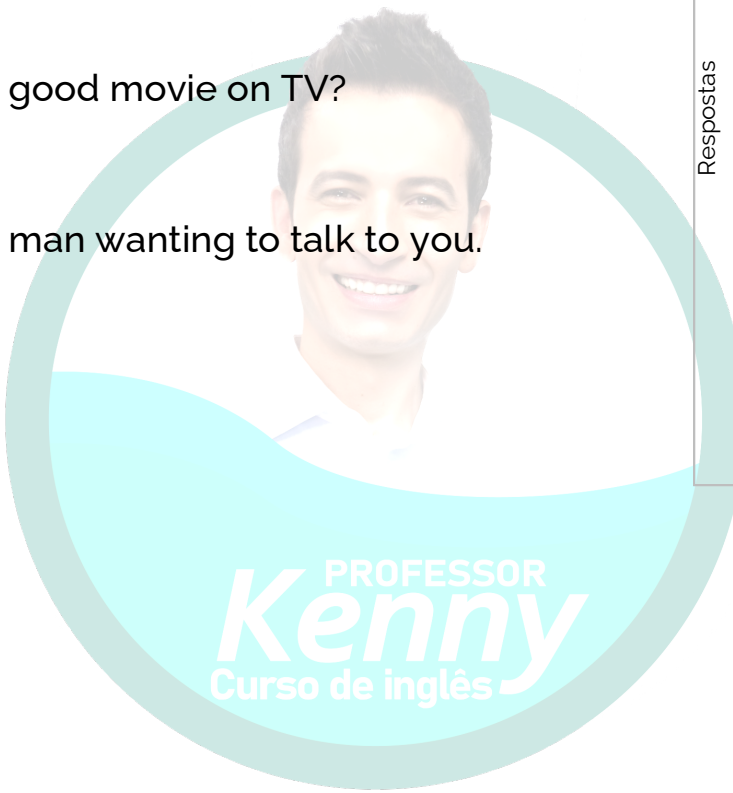 good movie on TV?
man wanting to talk to you.
Respostas
PROFESSOR
Kenny
Curso de inglês